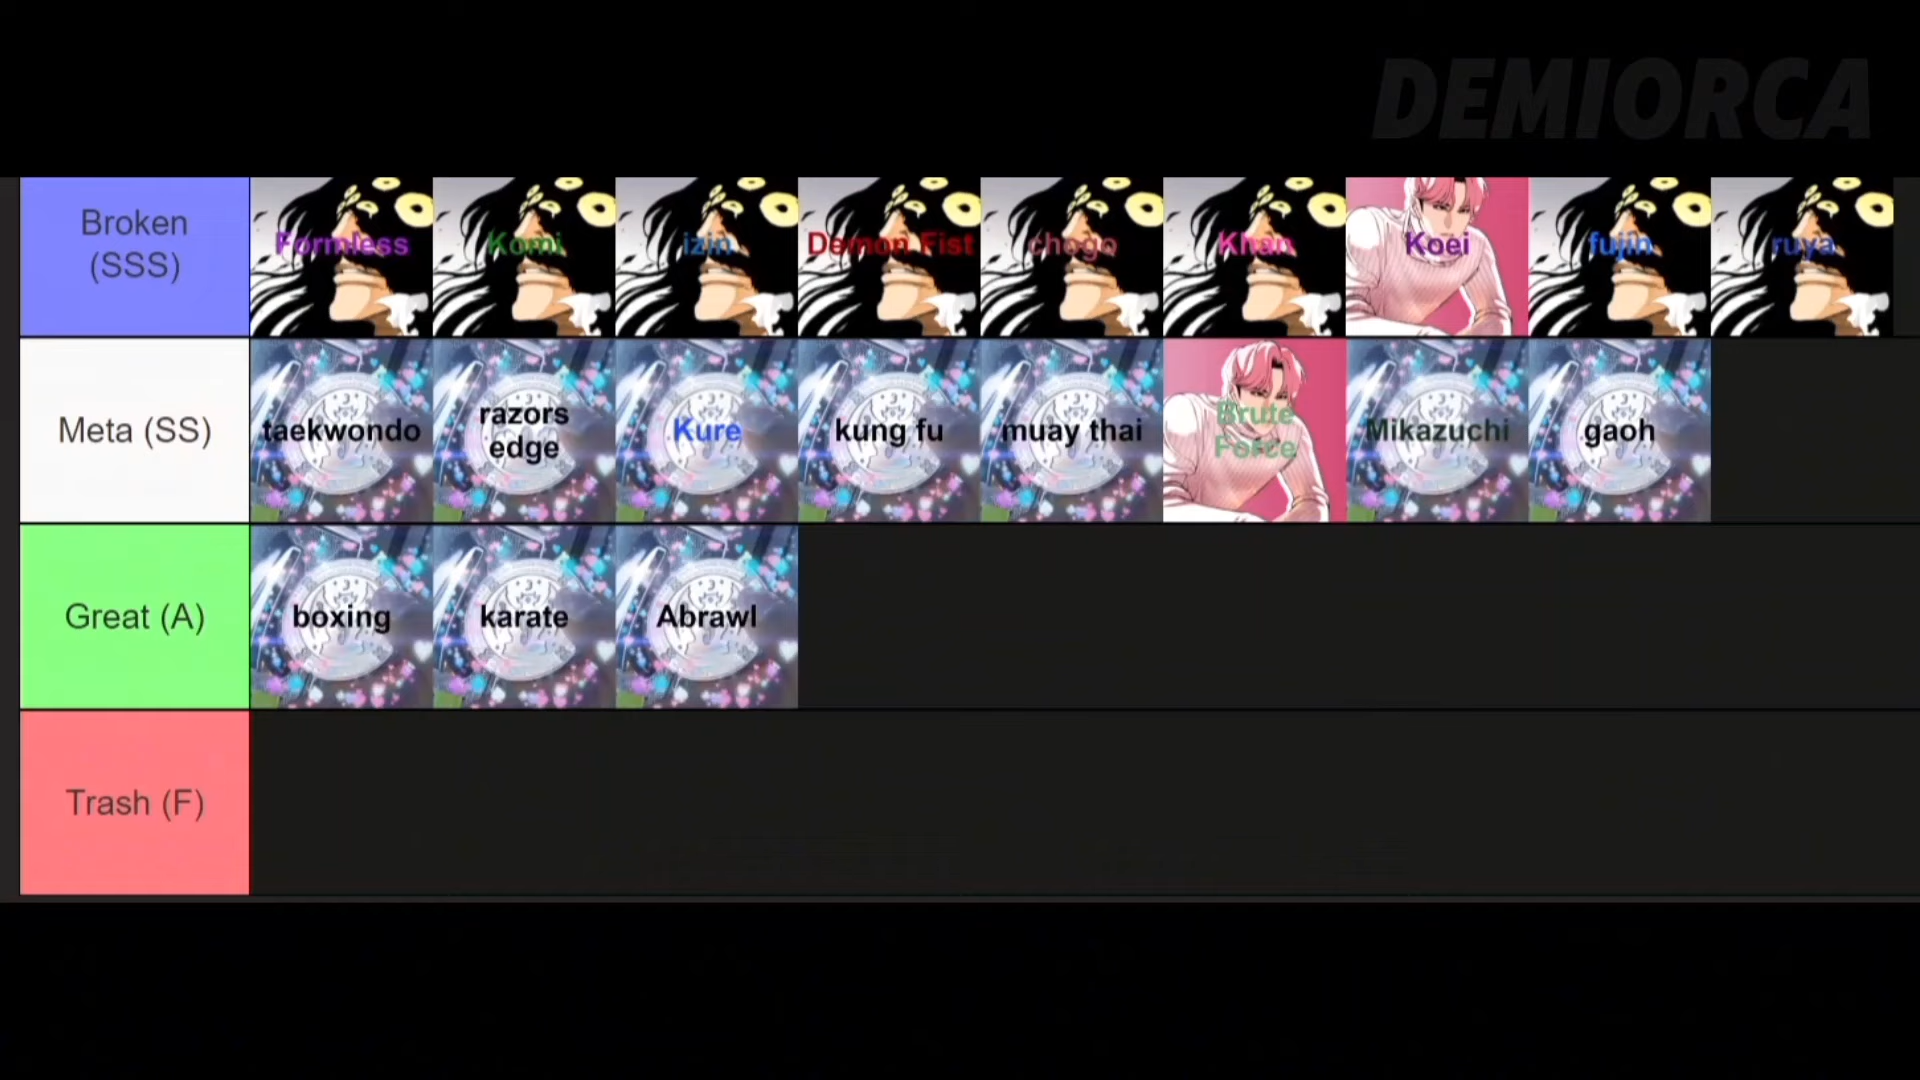 DEMIORCA
Broken
(SSS)
Formless
Komi
izin
Demon Fist
chogo
Khan
Koei
fujin
ruya
Meta (SS)
taekwondo
razors
edge
Kure
kung fu
muay thai
Brute
Force
Mikazuchi
gaoh
Great (A)
boxing
karate
Abrawl
Trash (F)